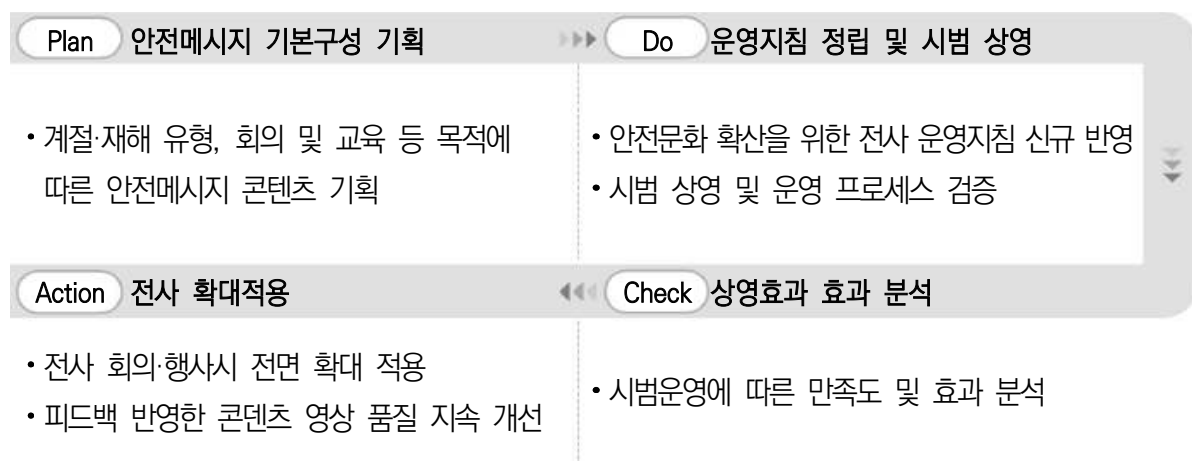 Plan 안전메시지 기본구성 기획
Do 운영지침 정립 및 시범 상영
• 계절·재해 유형, 회의 및 교육 등 목적에
따른 안전메시지 콘텐츠 기획
• 안전문화 확산을 위한 전사 운영지침 신규 반영
• 시범 상영 및 운영 프로세스 검증
Check 상영효과 효과 분석
• 시범운영에 따른 만족도 및 효과 분석
Action 전사 확대적용
• 전사 회의·행사시 전면 확대 적용
• 피드백 반영한 콘텐츠 영상 품질 지속 개선